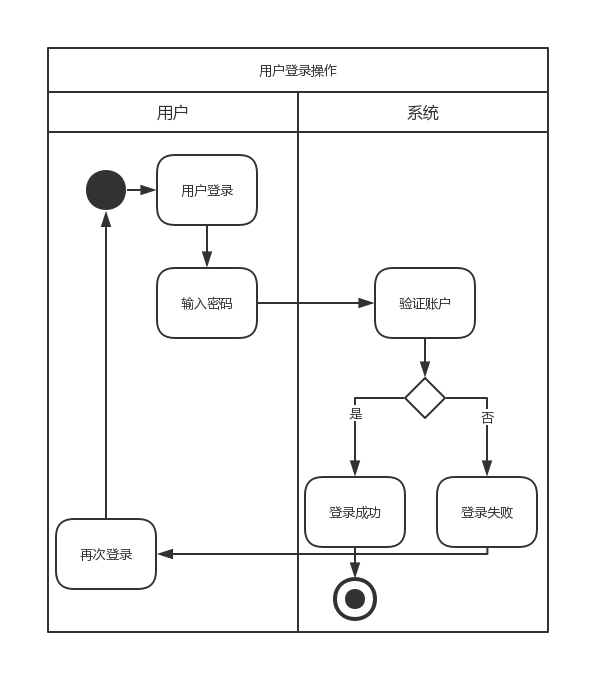 用户登录操作
用户
系统
用户登录
输入密码
验证账户
是
否
登录成功
登录失败
再次登录